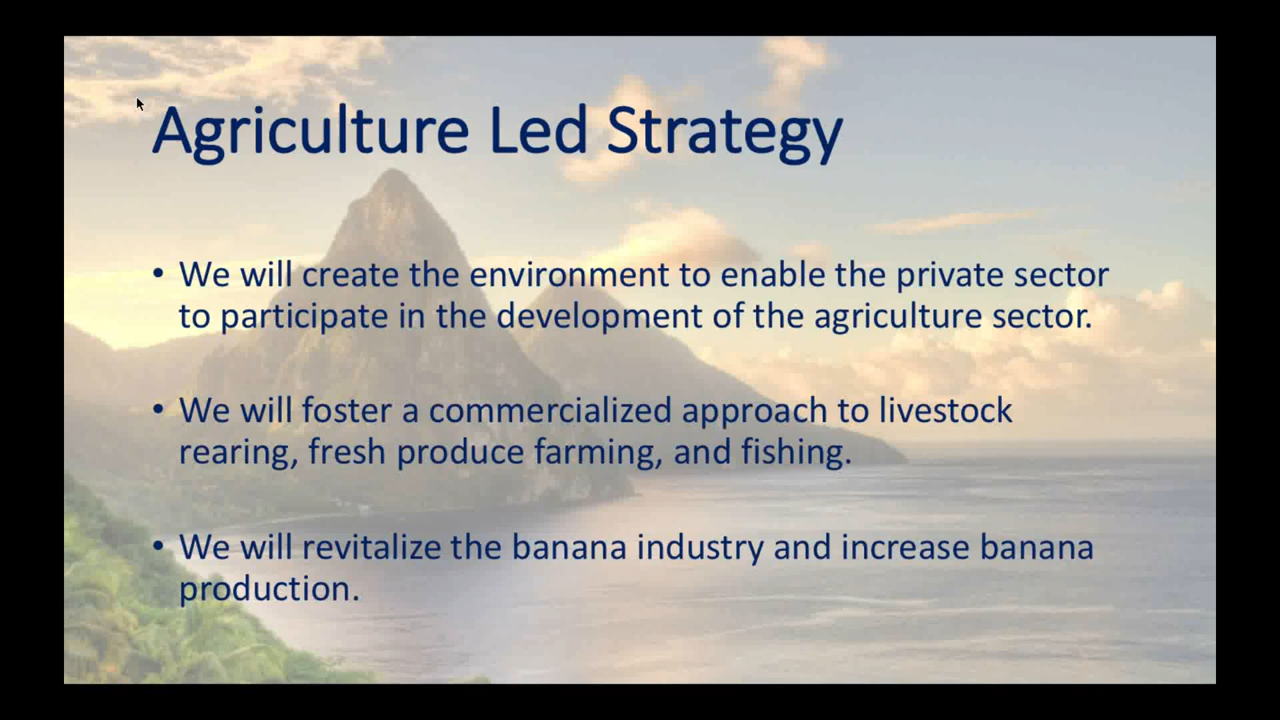 Agriculture Led Strategy
• We will create the environment to enable the private sector
to participate in the development of the agriculture sector.
• We will foster a commercialized approach to livestock
rearing, fresh produce farming, and fishing.
• We will revitalize the banana industry and increase banana
production.